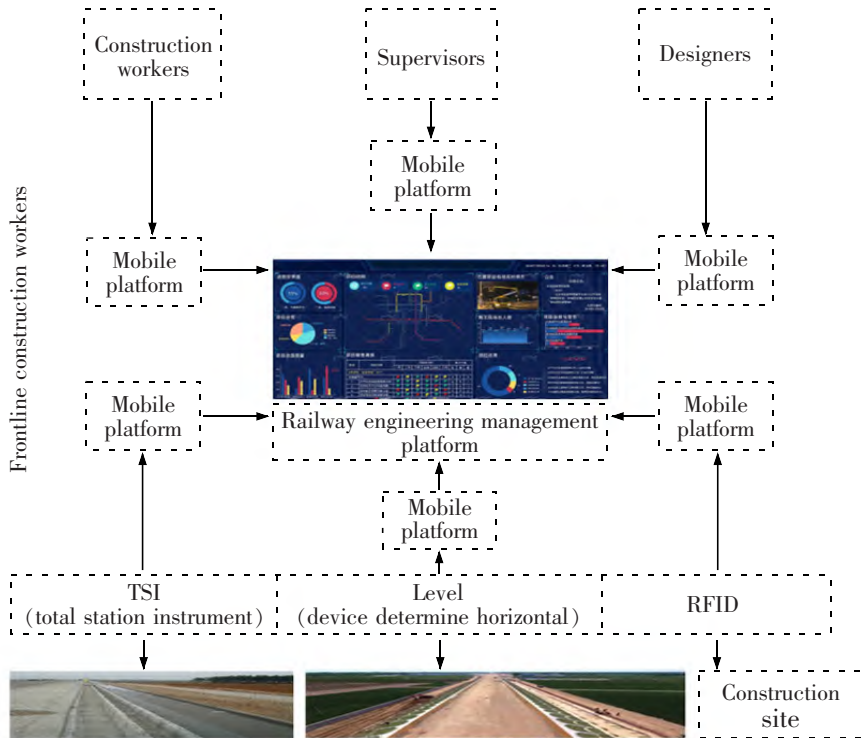 Construction
workers
Supervisors
Designers
Mobile
platform
Frontline construction workers
Mobile
platform
Mobile
platform
Mobile
platform
Railway engineering management
platform
Mobile
platform
Mobile
platform
TSI
(total station instrument)
Level
(device determine horizontal)
RFID
Construction
site